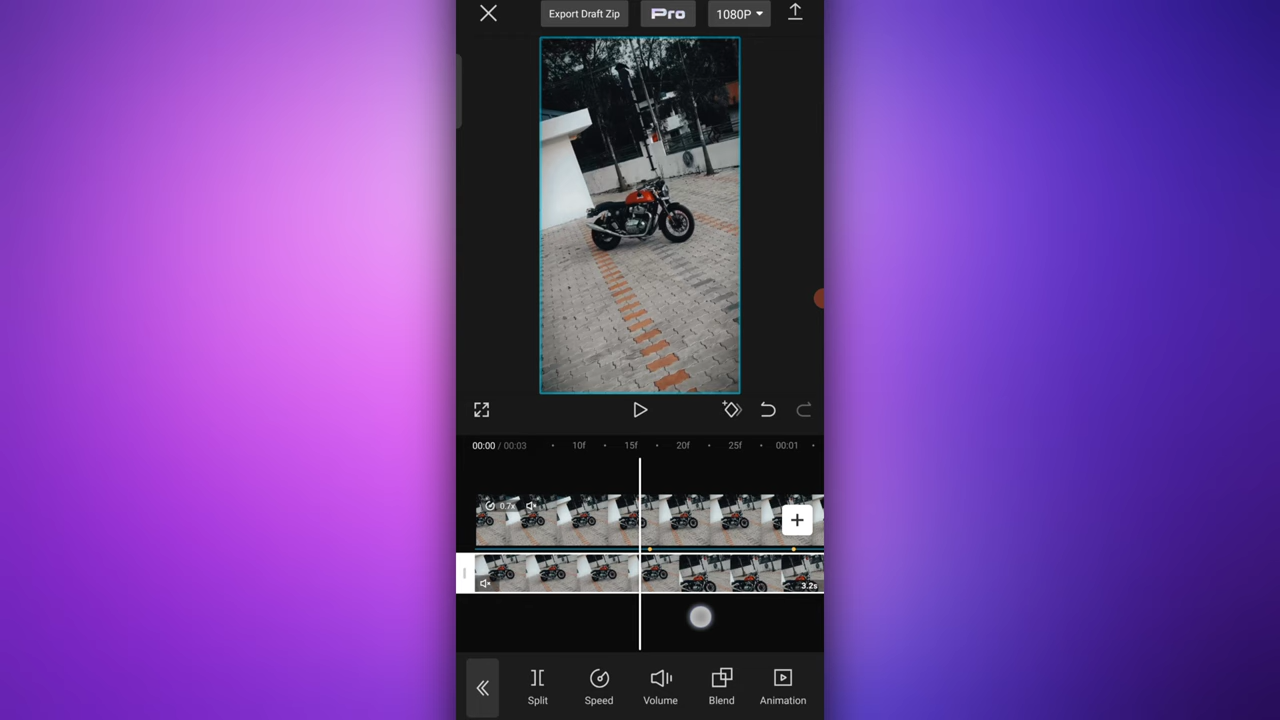 Export Draft Zip Pro 1080P
00:00 / 00:03 10f 15f 20f 25f 00:01
0.7x
3.2s
Split Speed Volume Blend Animation